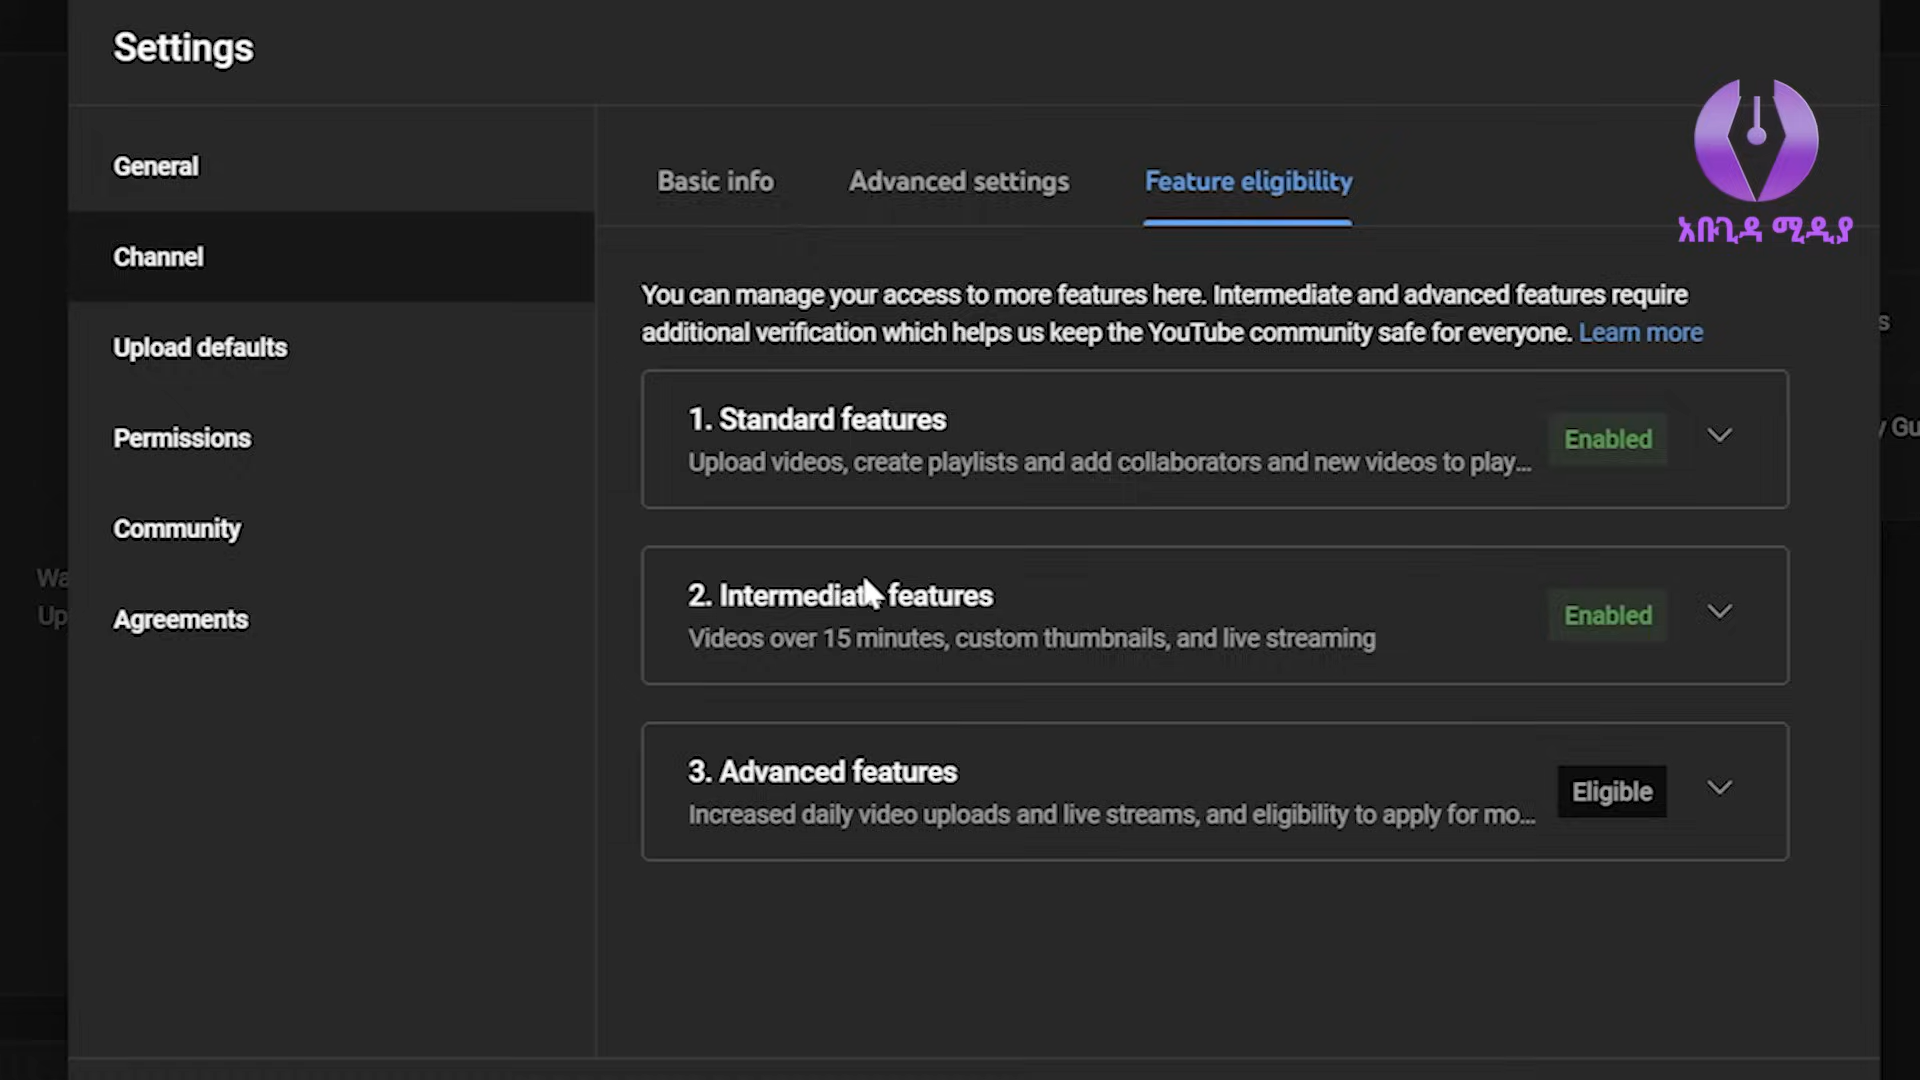 Settings
General
Channel
Upload defaults
Permissions
Community
Agreements
Basic info
Advanced settings
Feature eligibility
አቡጊዳ ሚዲያ
You can manage your access to more features here. Intermediate and advanced features require
additional verification which helps us keep the YouTube community safe for everyone. Learn more
1. Standard features
Upload videos, create playlists and add collaborators and new videos to play...
Enabled
2. Intermediate features
Videos over 15 minutes, custom thumbnails, and live streaming
Enabled
3. Advanced features
Increased daily video uploads and live streams, and eligibility to apply for mo...
Eligible